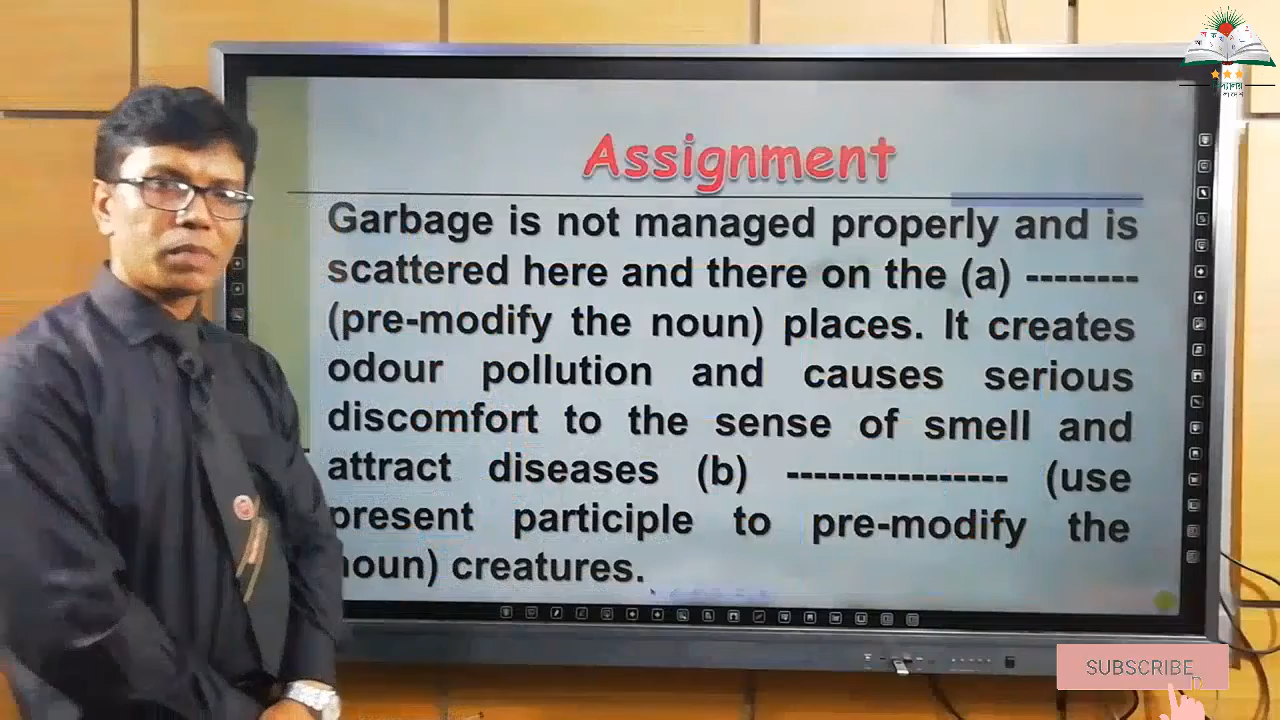 Assignment
Garbage is not managed properly and is
scattered here and there on the (a) --------
(pre-modify the noun) places. It creates
odour pollution and causes serious
discomfort to the sense of smell and
attract diseases (b) ---------------- (use
present participle to pre-modify the
noun) creatures.
SUBSCRIBE